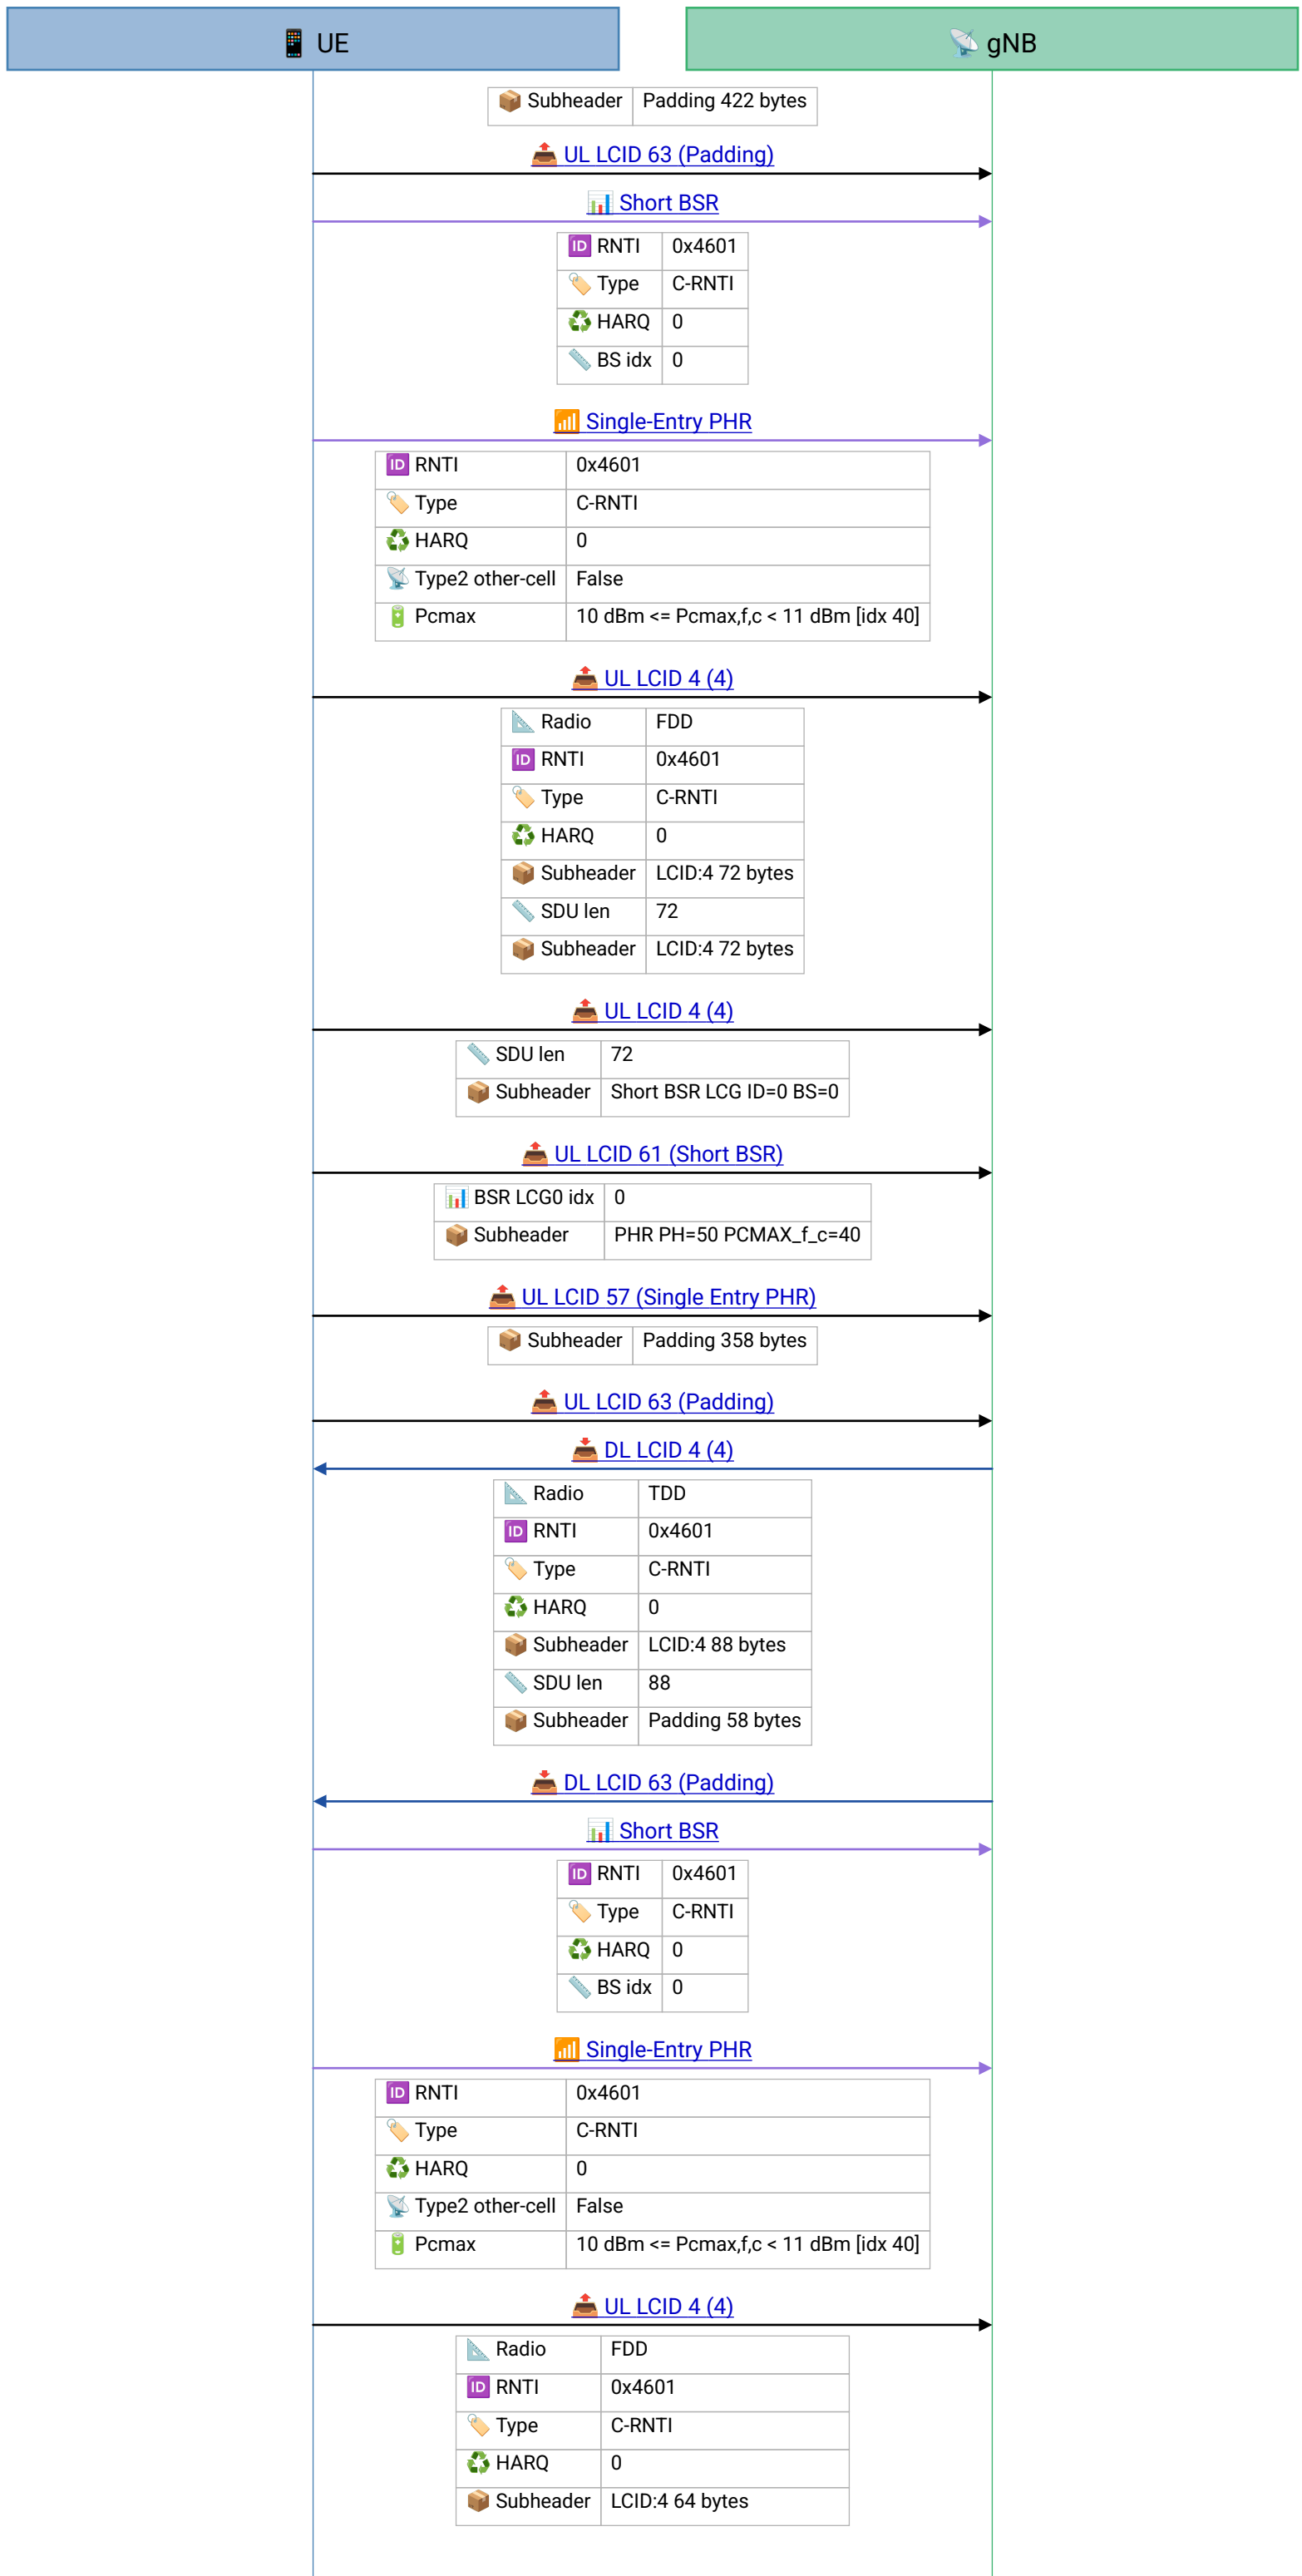 📱 UE
📡 gNB
📦 Subheader Padding 422 bytes
📤 UL LCID 63 (Padding)
📊 Short BSR
🆔 RNTI 0x4601
🏷️ Type C-RNTI
♻️ HARQ 0
📏 BS idx 0
📶 Single-Entry PHR
🆔 RNTI 0x4601
🏷️ Type C-RNTI
♻️ HARQ 0
📡 Type2 other-cell False
🔋 Pcmax 10 dBm <= Pcmax,f,c < 11 dBm [idx 40]
📤 UL LCID 4 (4)
📐 Radio FDD
🆔 RNTI 0x4601
🏷️ Type C-RNTI
♻️ HARQ 0
📦 Subheader LCID:4 72 bytes
📏 SDU len 72
📦 Subheader LCID:4 72 bytes
📤 UL LCID 4 (4)
📏 SDU len 72
📦 Subheader Short BSR LCG ID=0 BS=0
📤 UL LCID 61 (Short BSR)
📊 BSR LCG0 idx 0
📦 Subheader PHR PH=50 PCMAX_f_c=40
📤 UL LCID 57 (Single Entry PHR)
📦 Subheader Padding 358 bytes
📤 UL LCID 63 (Padding)
📥 DL LCID 4 (4)
📐 Radio TDD
🆔 RNTI 0x4601
🏷️ Type C-RNTI
♻️ HARQ 0
📦 Subheader LCID:4 88 bytes
📏 SDU len 88
📦 Subheader Padding 58 bytes
📥 DL LCID 63 (Padding)
📊 Short BSR
🆔 RNTI 0x4601
🏷️ Type C-RNTI
♻️ HARQ 0
📏 BS idx 0
📶 Single-Entry PHR
🆔 RNTI 0x4601
🏷️ Type C-RNTI
♻️ HARQ 0
📡 Type2 other-cell False
🔋 Pcmax 10 dBm <= Pcmax,f,c < 11 dBm [idx 40]
📤 UL LCID 4 (4)
📐 Radio FDD
🆔 RNTI 0x4601
🏷️ Type C-RNTI
♻️ HARQ 0
📦 Subheader LCID:4 64 bytes